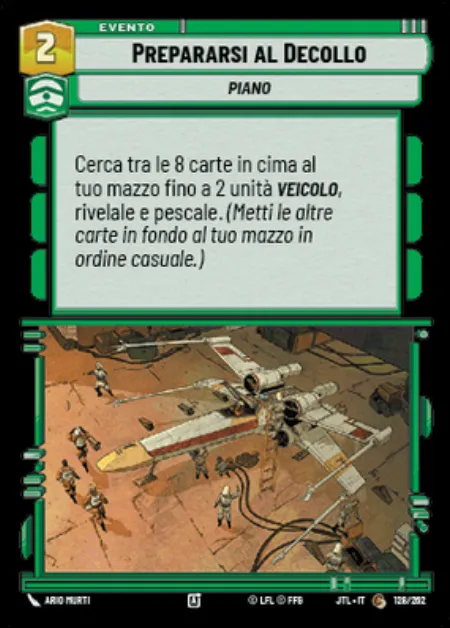 EVENTO
2
PREPARARSI AL DECOLLO
PIANO
Cerca tra le 8 carte in cima al
tuo mazzo fino a 2 unità VEICOLO,
rivelale e pescale. (Metti le altre
carte in fondo al tuo mazzo in
ordine casuale.)
ARIO MURTI
A
© LFL © FFG
JTL • IT
128/262